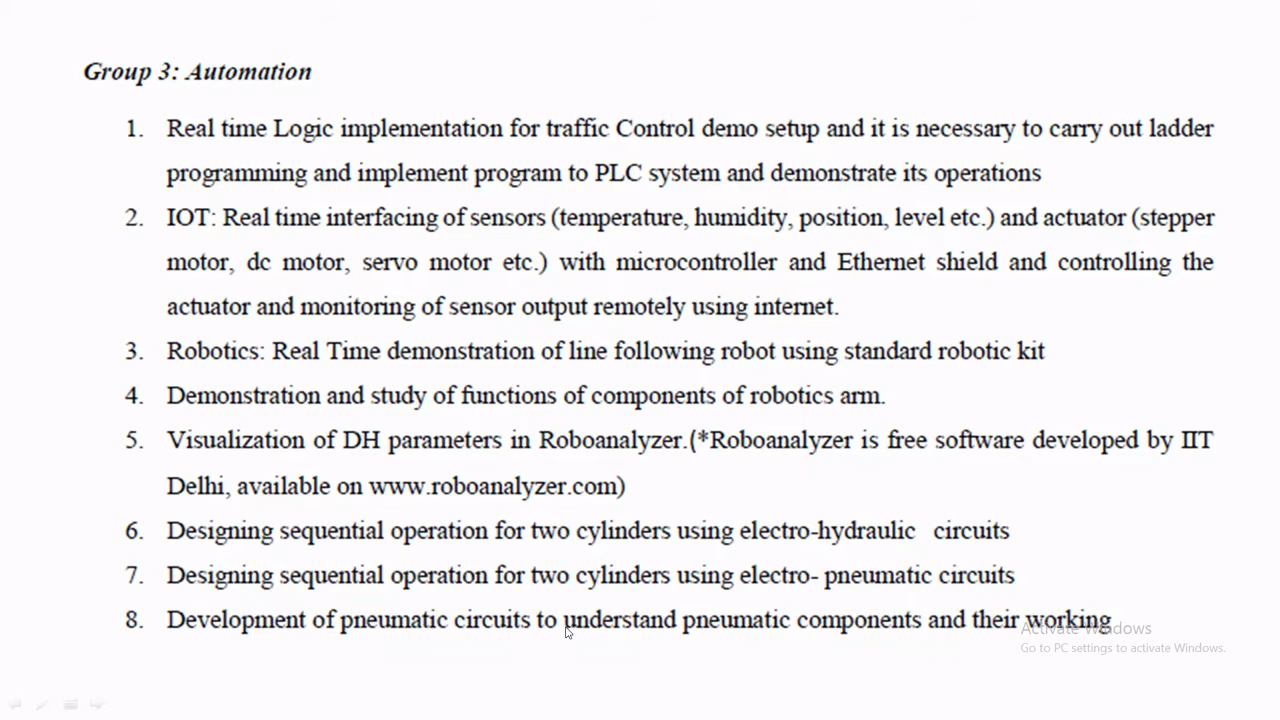 Group 3: Automation
1. Real time Logic implementation for traffic Control demo setup and it is necessary to carry out ladder
programming and implement program to PLC system and demonstrate its operations
2. IOT: Real time interfacing of sensors (temperature, humidity, position, level etc.) and actuator (stepper
motor, dc motor, servo motor etc.) with microcontroller and Ethernet shield and controlling the
actuator and monitoring of sensor output remotely using internet.
3. Robotics: Real Time demonstration of line following robot using standard robotic kit
4. Demonstration and study of functions of components of robotics arm.
5. Visualization of DH parameters in Roboanalyzer.(*Roboanalyzer is free software developed by IIT
Delhi, available on www.roboanalyzer.com)
6. Designing sequential operation for two cylinders using electro-hydraulic circuits
7. Designing sequential operation for two cylinders using electro- pneumatic circuits
8. Development of pneumatic circuits to understand pneumatic components and their working
Activate Windows
Go to PC settings to activate Windows.